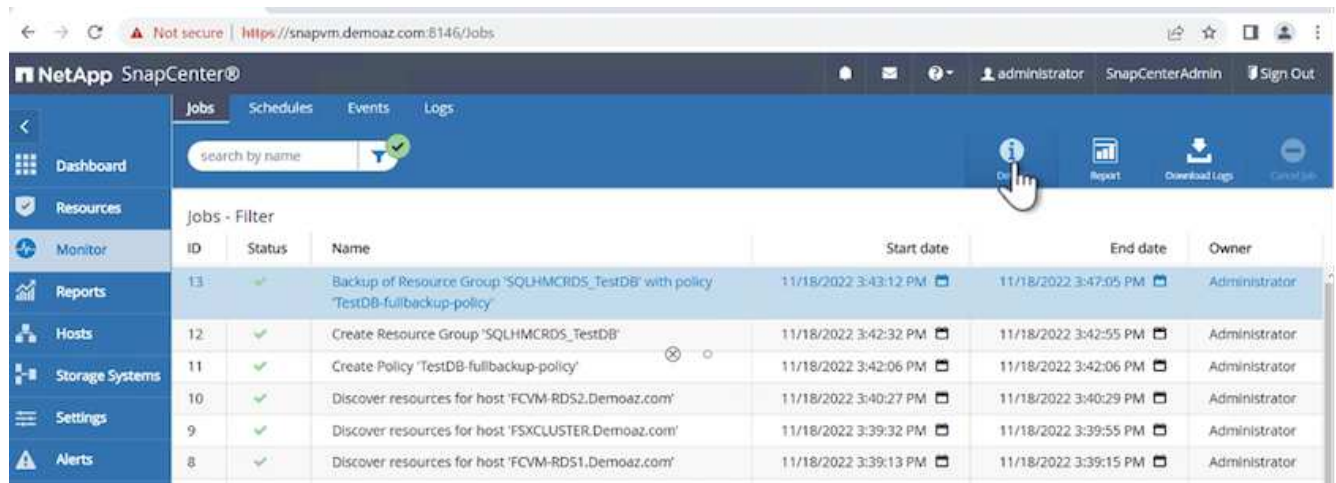 Not secure | https://snapvm.demoaz.com:8146/Jobs
NetApp SnapCenter®
administrator SnapCenterAdmin Sign Out
Jobs Schedules Events Logs
search by name
Report Download Logs Cancel Job
Dashboard
Resources
Monitor
Reports
Hosts
Storage Systems
Settings
Alerts
Jobs - Filter
ID Status Name Start date End date Owner
13 Backup of Resource Group 'SQLHMCRDS_TestDB' with policy 11/18/2022 3:43:12 PM 11/18/2022 3:47:05 PM Administrator
'TestDB-fullbackup-policy'
12 Create Resource Group 'SQLHMCRDS_TestDB' 11/18/2022 3:42:32 PM 11/18/2022 3:42:55 PM Administrator
11 Create Policy 'TestDB-fullbackup-policy' 11/18/2022 3:42:06 PM 11/18/2022 3:42:06 PM Administrator
10 Discover resources for host 'FCVM-RDS2.Demoaz.com' 11/18/2022 3:40:27 PM 11/18/2022 3:40:29 PM Administrator
9 Discover resources for host 'FSXCLUSTER.Demoaz.com' 11/18/2022 3:39:32 PM 11/18/2022 3:39:55 PM Administrator
8 Discover resources for host 'FCVM-RDS1.Demoaz.com' 11/18/2022 3:39:13 PM 11/18/2022 3:39:15 PM Administrator